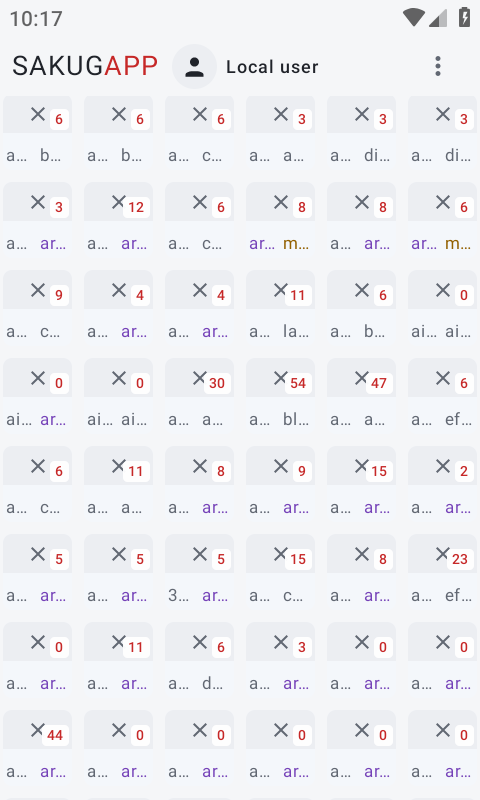 10:17
SAKUGAPP Local user
6 6 6 3 3 3
a... b... a... b... a... c... a... a... a... di... a... di...
3 12 6 8 8 6
a... ar... a... ar... a... c... ar... m... a... ar... ar... m...
9 4 4 11 6 0
a... c... a... ar... a... ar... a... la... a... b... ai... ai...
0 0 30 54 47 6
ai... ar... ai... ai... a... a... a... bl... a... a... a... ef...
6 11 8 9 15 2
a... c... a... a... a... ar... a... ar... a... ar... a... ar...
5 5 5 15 8 23
a... ar... a... ar... 3... ar... a... c... a... ar... a... ef...
0 11 6 3 0 0
a... ar... a... ar... a... d... a... ar... a... ar... a... ar...
44 0 0 0 0 0
a... ar... a... ar... a... ar... a... ar... a... ar... a... ar...